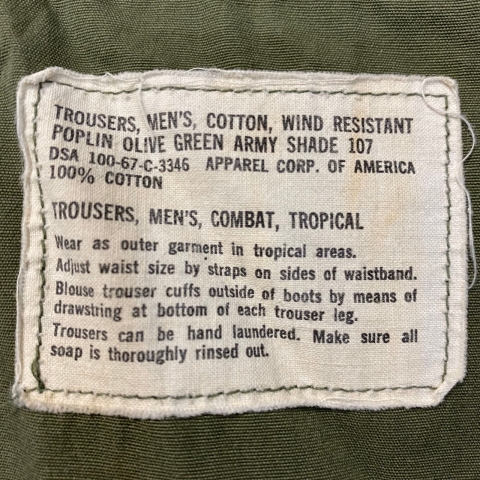 TROUSERS, MEN'S, COTTON, WIND RESISTANT
POPLIN OLIVE GREEN ARMY SHADE 107
DSA 100-67-C-3346 APPAREL CORP. OF AMERICA
100% COTTON
TROUSERS, MEN'S, COMBAT, TROPICAL
Wear as outer garment in tropical areas.
Adjust waist size by straps on sides of waistband.
Blouse trouser cuffs outside of boots by means of
drawstring at bottom of each trouser leg.
Trousers can be hand laundered. Make sure all
soap is thoroughly rinsed out.